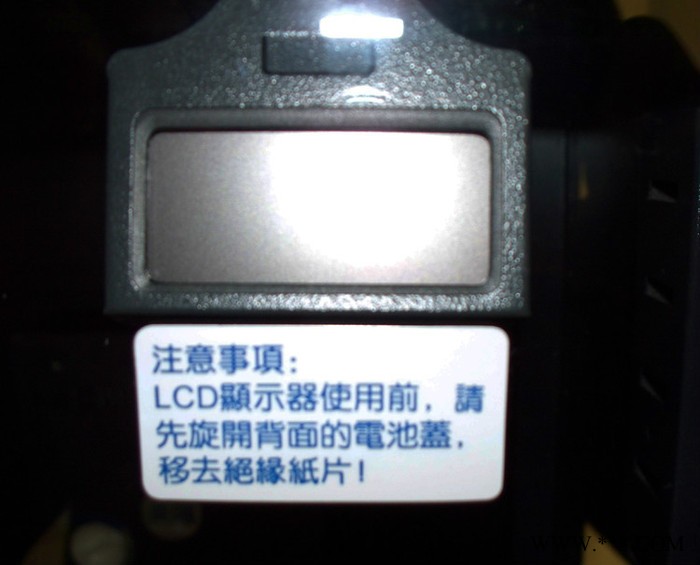 注意事項:
LCD顯示器使用前,請
先旋開背面的電池蓋,
移去絕緣紙片!